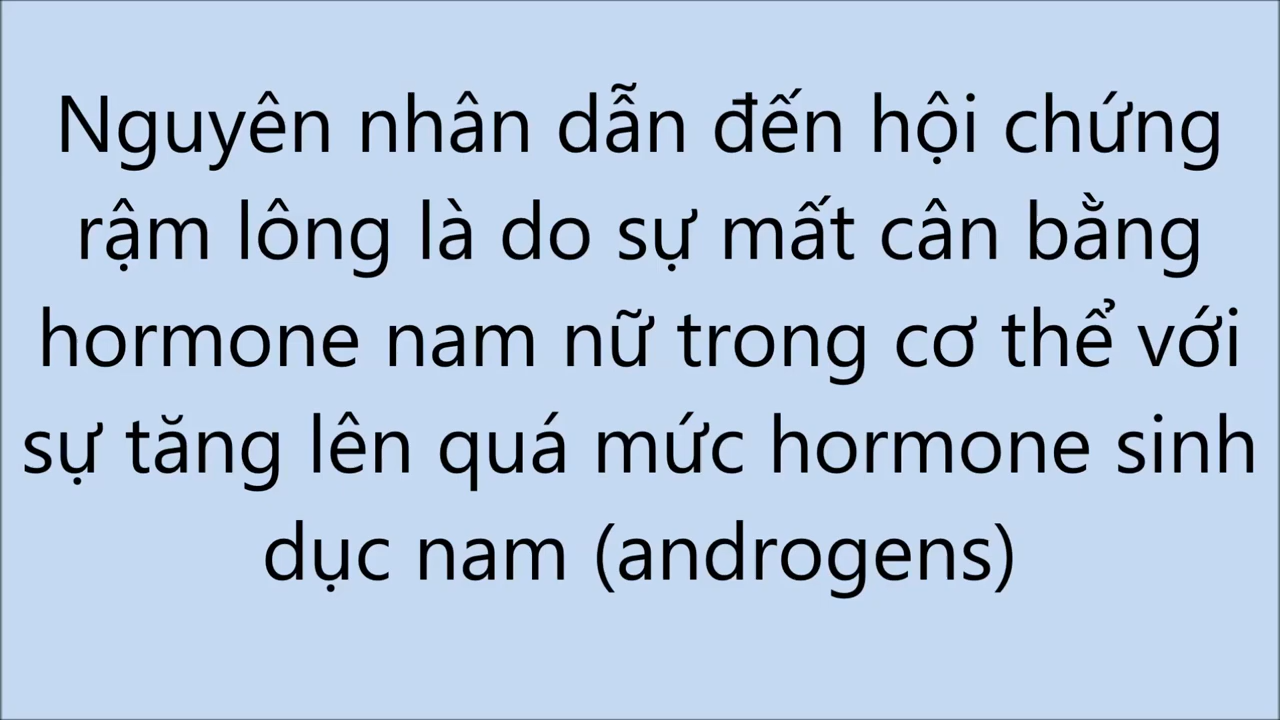 Nguyên nhân dẫn đến hội chứng
rậm lông là do sự mất cân bằng
hormone nam nữ trong cơ thể với
sự tăng lên quá mức hormone sinh
dục nam (androgens)